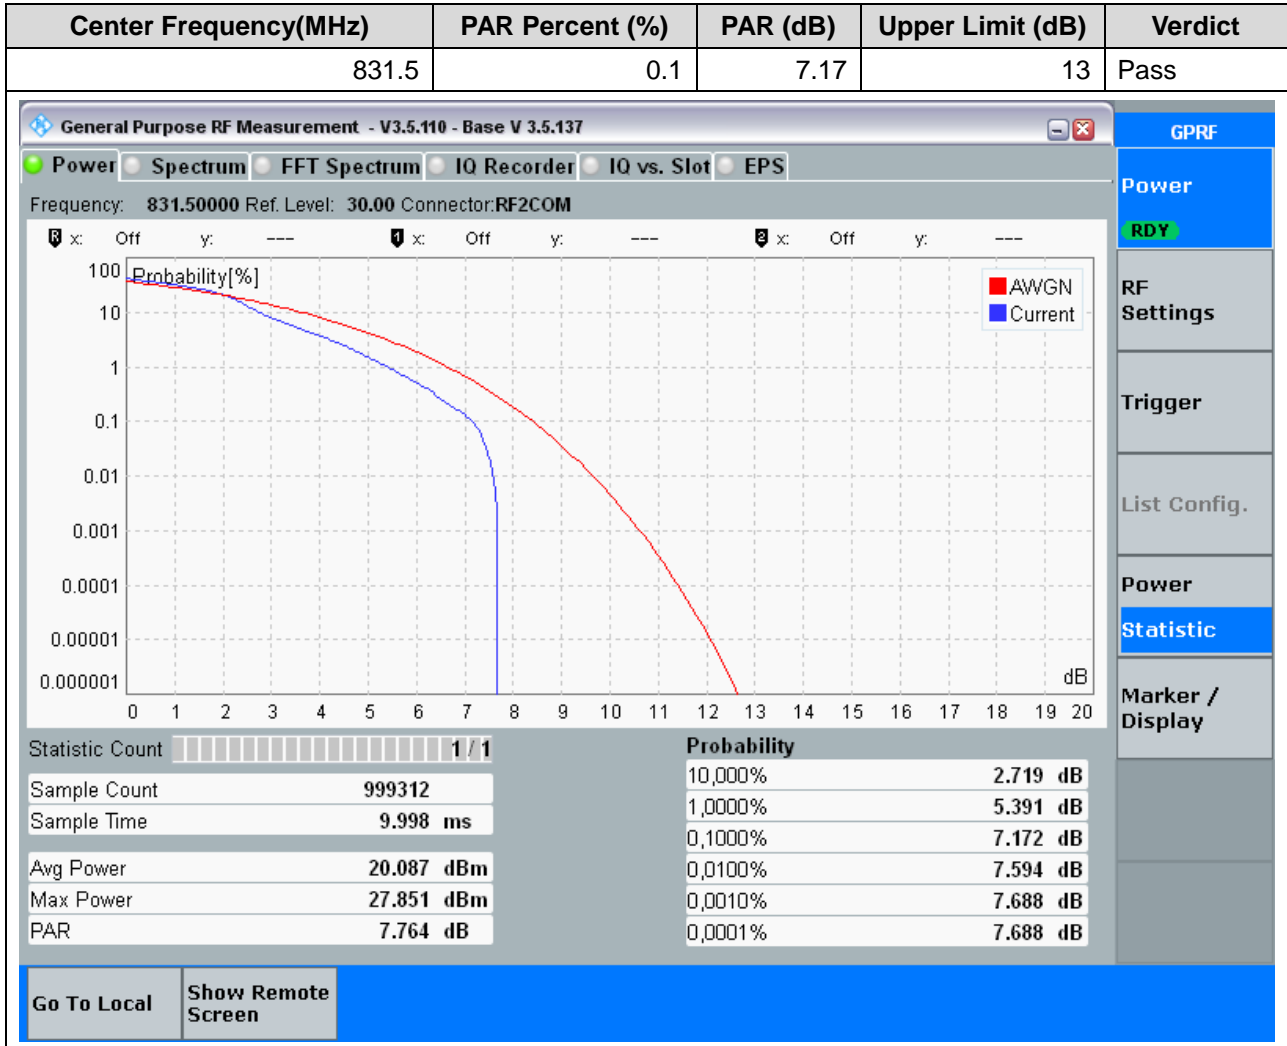 Center Frequency(MHz) PAR Percent (%) PAR (dB) Upper Limit (dB) Verdict
831.5 0.1 7.17 13 Pass
General Purpose RF Measurement - V3.5.110 - Base V 3.5.137
GPRF
Power Spectrum FFT Spectrum IQ Recorder IQ vs. Slot EPS
Power
RDY
Frequency: 831.50000 Ref. Level: 30.00 Connector:RF2COM
R x: Off y: --- 1 x: Off y: --- 2 x: Off y: ---
Probability[%]
AWGN
Current
100
10
1
0.1
0.01
0.001
0.0001
0.00001
0.000001
dB
0 1 2 3 4 5 6 7 8 9 10 11 12 13 14 15 16 17 18 19 20
RF
Settings
Trigger
List Config.
Power
Statistic
Marker /
Display
Statistic Count 1 / 1
Sample Count 999312
Sample Time 9.998 ms
Avg Power 20.087 dBm
Max Power 27.851 dBm
PAR 7.764 dB
Probability
10,000% 2.719 dB
1,0000% 5.391 dB
0,1000% 7.172 dB
0,0100% 7.594 dB
0,0010% 7.688 dB
0,0001% 7.688 dB
Go To Local
Show Remote
Screen